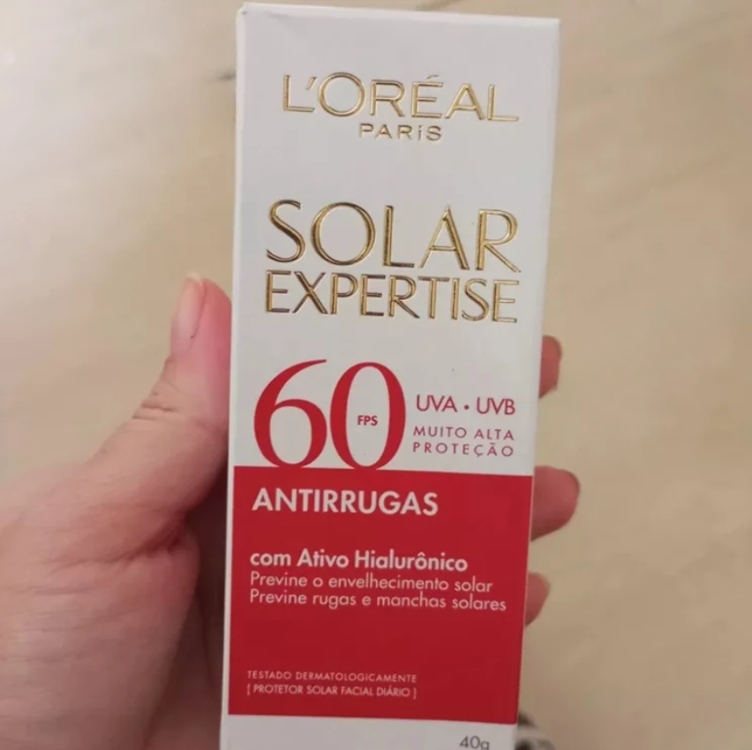 L'ORÉAL
PARIS
SOLAR
EXPERTISE
60
FPS
UVA • UVB
MUITO ALTA
PROTEÇÃO
ANTIRRUGAS
com Ativo Hialurônico
Previne o envelhecimento solar
Previne rugas e manchas solares
TESTADO DERMATOLOGICAMENTE
[ PROTETOR SOLAR FACIAL DIÁRIO ]
40g